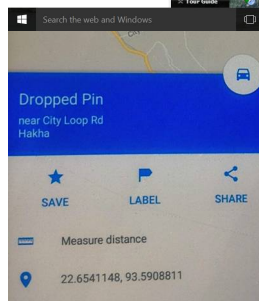 Tour Guide
Search the web and Windows
Dropped Pin
near City Loop Rd
Hakha
SAVE
LABEL
SHARE
Measure distance
22.6541148, 93.5908811